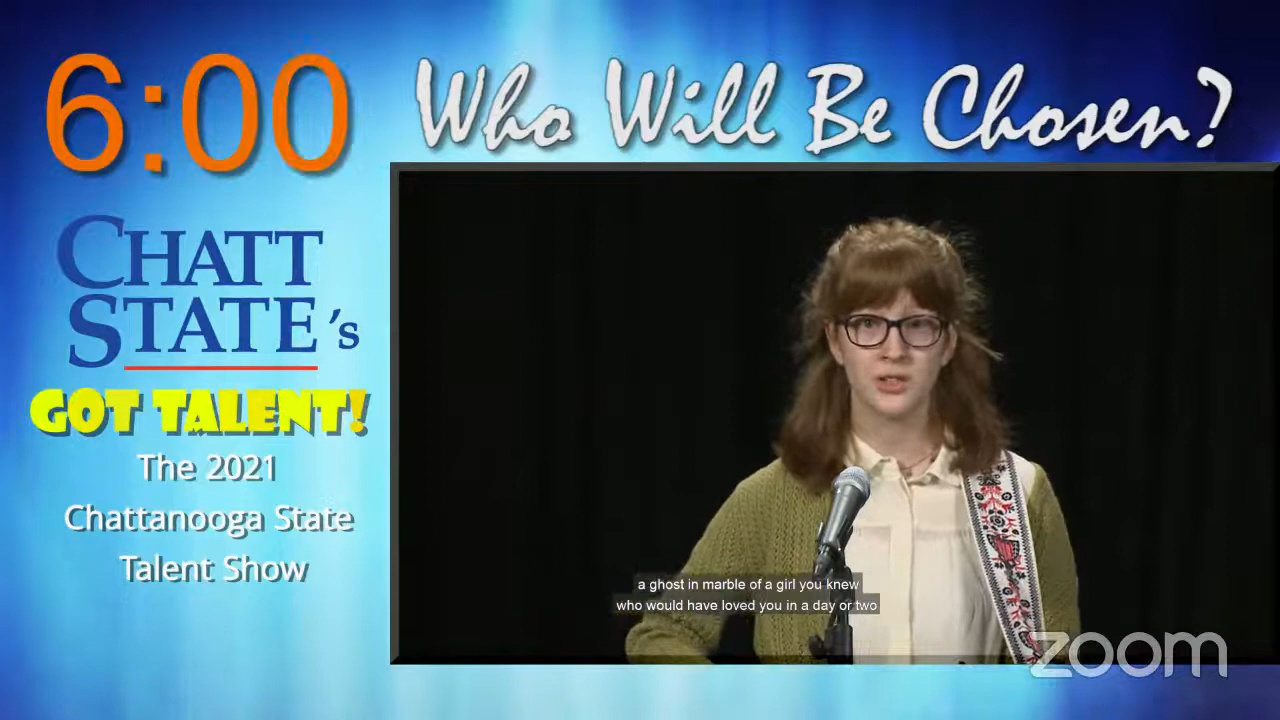 6:00
Who Will Be Chosen?
CHATT
STATE's
GOT TALENT!
The 2021
Chattanooga State
Talent Show
a ghost in marble of a girl you knew
who would have loved you in a day or two
zoom